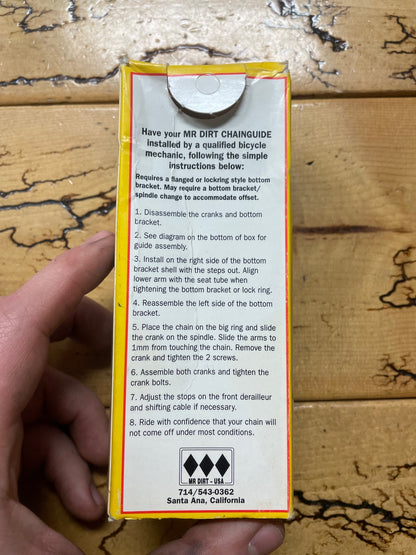 Have your MR DIRT CHAINGUIDE
installed by a qualified bicycle
mechanic, following the simple
instructions below:
Requires a flanged or lockring style bottom
bracket. May require a bottom bracket/
spindle change to accommodate offset.
1. Disassemble the cranks and bottom
bracket.
2. See diagram on the bottom of box for
guide assembly.
3. Install on the right side of the bottom
bracket shell with the steps out. Align
lower arm with the seat tube when
tightening the bottom bracket or lock ring.
4. Reassemble the left side of the bottom
bracket.
5. Place the chain on the big ring and slide
the crank on the spindle. Slide the arms to
1mm from touching the chain. Remove the
crank and tighten the 2 screws.
6. Assemble both cranks and tighten the
crank bolts.
7. Adjust the stops on the front derailleur
and shifting cable if necessary.
8. Ride with confidence that your chain will
not come off under most conditions.
MR DIRT - USA
714/543-0362
Santa Ana, California